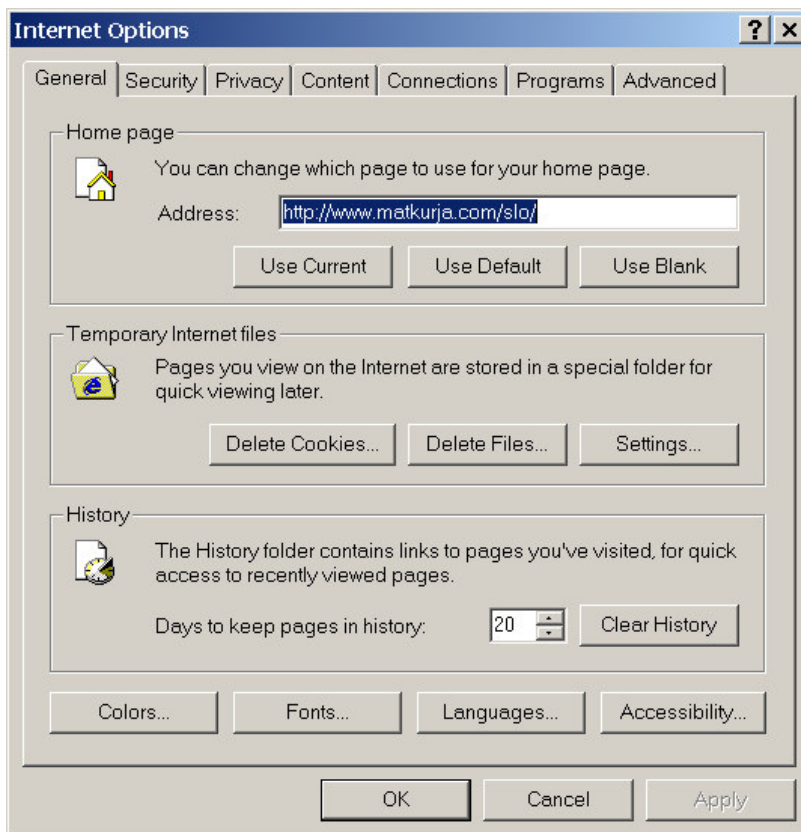 Internet Options
General Security Privacy Content Connections Programs Advanced
Home page
You can change which page to use for your home page.
Address: http://www.matkurja.com/slo/
Use Current Use Default Use Blank
Temporary Internet files
Pages you view on the Internet are stored in a special folder for
quick viewing later.
Delete Cookies... Delete Files... Settings...
History
The History folder contains links to pages you've visited, for quick
access to recently viewed pages.
Days to keep pages in history: 20 Clear History
Colors... Fonts... Languages... Accessibility...
OK Cancel Apply